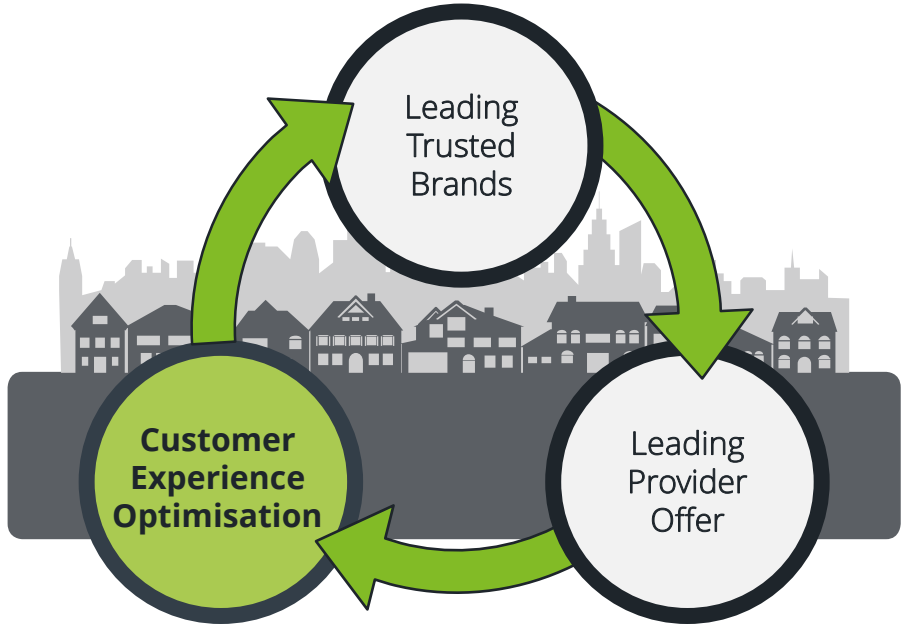 Leading
Trusted
Brands
Customer
Experience
Optimisation
Leading
Provider
Offer